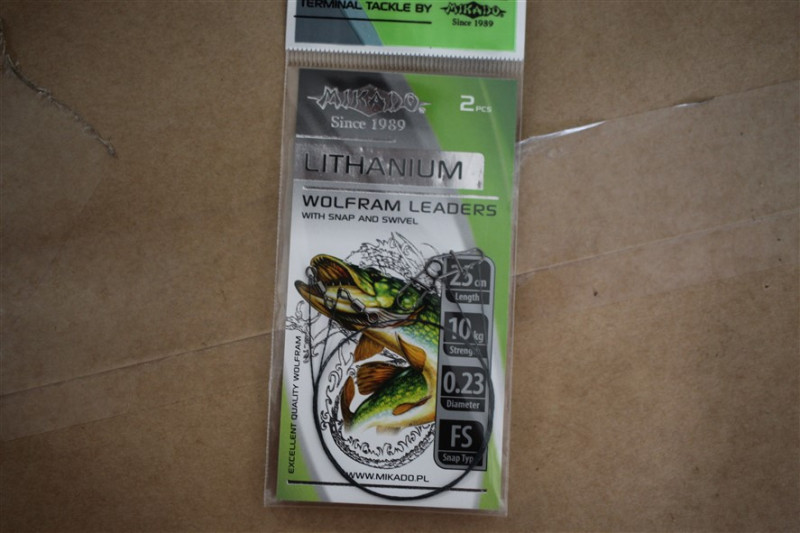 TERMINAL TACKLE BY MIKADO
Since 1989
MIKADO
Since 1989
2 PCS
LITHANIUM
WOLFRAM LEADERS
WITH SNAP AND SWIVEL
25 cm
Length
10 kg
Strength
0.23
Diameter
FS
Snap Type
EXCELLENT QUALITY WOLFRAM
WWW.MIKADO.PL